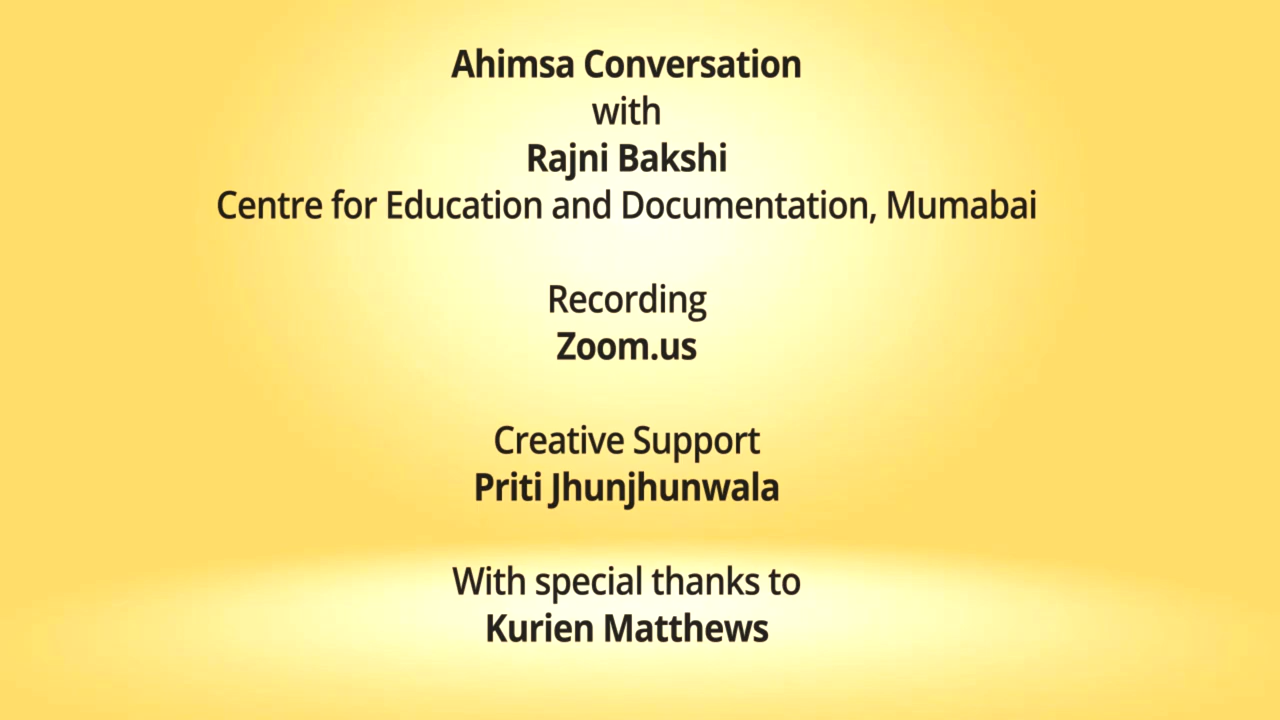 Ahimsa Conversation
with
Rajni Bakshi
Centre for Education and Documentation, Mumabai
Recording
Zoom.us
Creative Support
Priti Jhunjhunwala
With special thanks to
Kurien Matthews